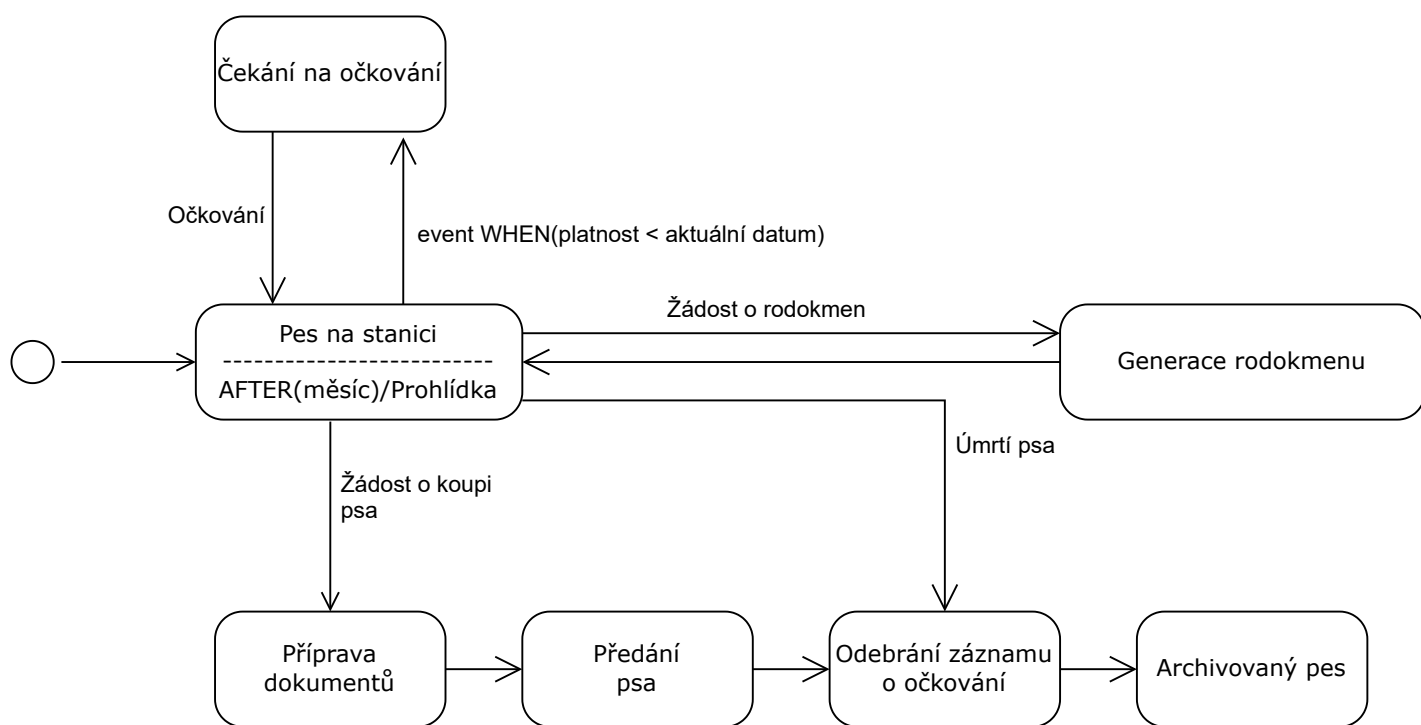 Čekání na očkování
Očkování
event WHEN(platnost < aktuální datum)
Pes na stanici
AFTER(měsíc)/Prohlídka
Žádost o rodokmen
Generace rodokmenu
Úmrtí psa
Žádost o koupi
psa
Příprava
dokumentů
Předání
psa
Odebrání záznamu
o očkování
Archivovaný pes